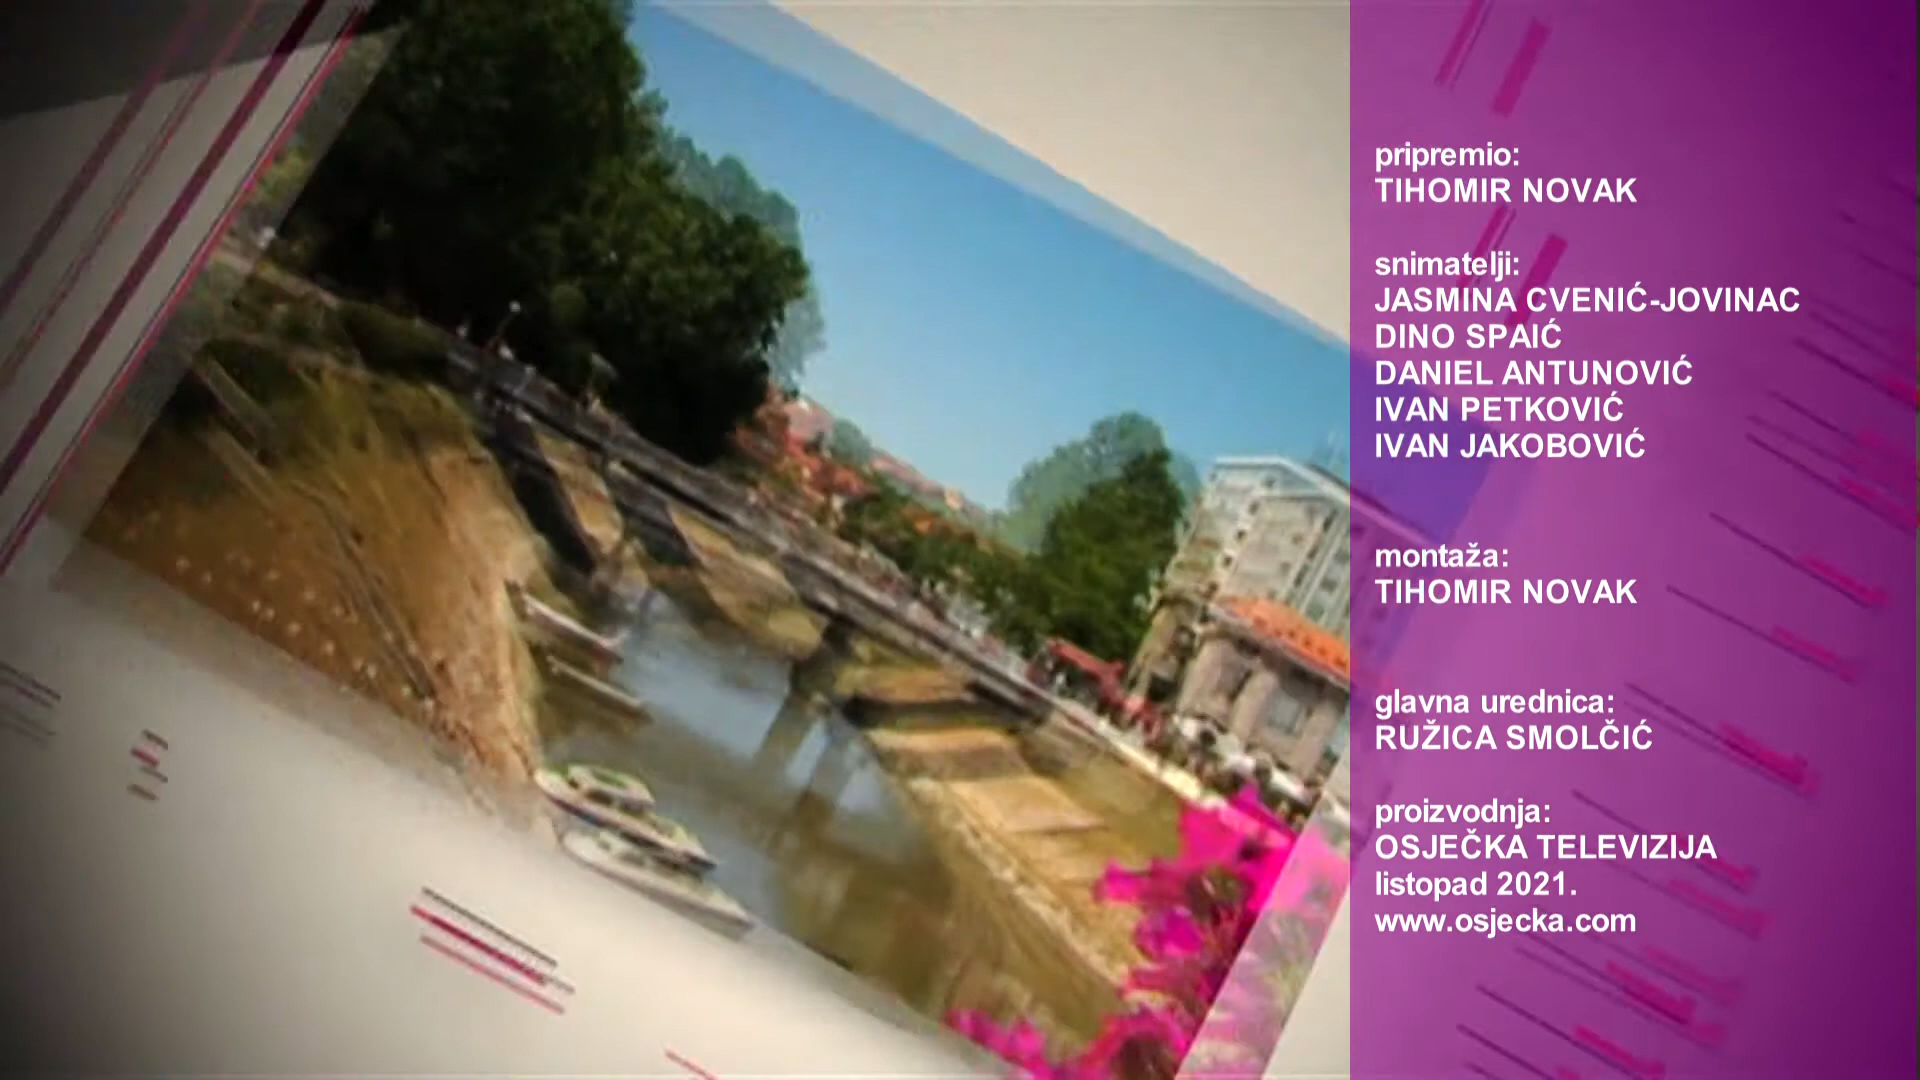 pripremio:
TIHOMIR NOVAK
snimatelji:
JASMINA CVENIĆ-JOVINAC
DINO SPAIĆ
DANIEL ANTUNOVIĆ
IVAN PETKOVIĆ
IVAN JAKOBOVIĆ
montaža:
TIHOMIR NOVAK
glavna urednica:
RUŽICA SMOLČIĆ
proizvodnja:
OSJEČKA TELEVIZIJA
listopad 2021.
www.osjecka.com